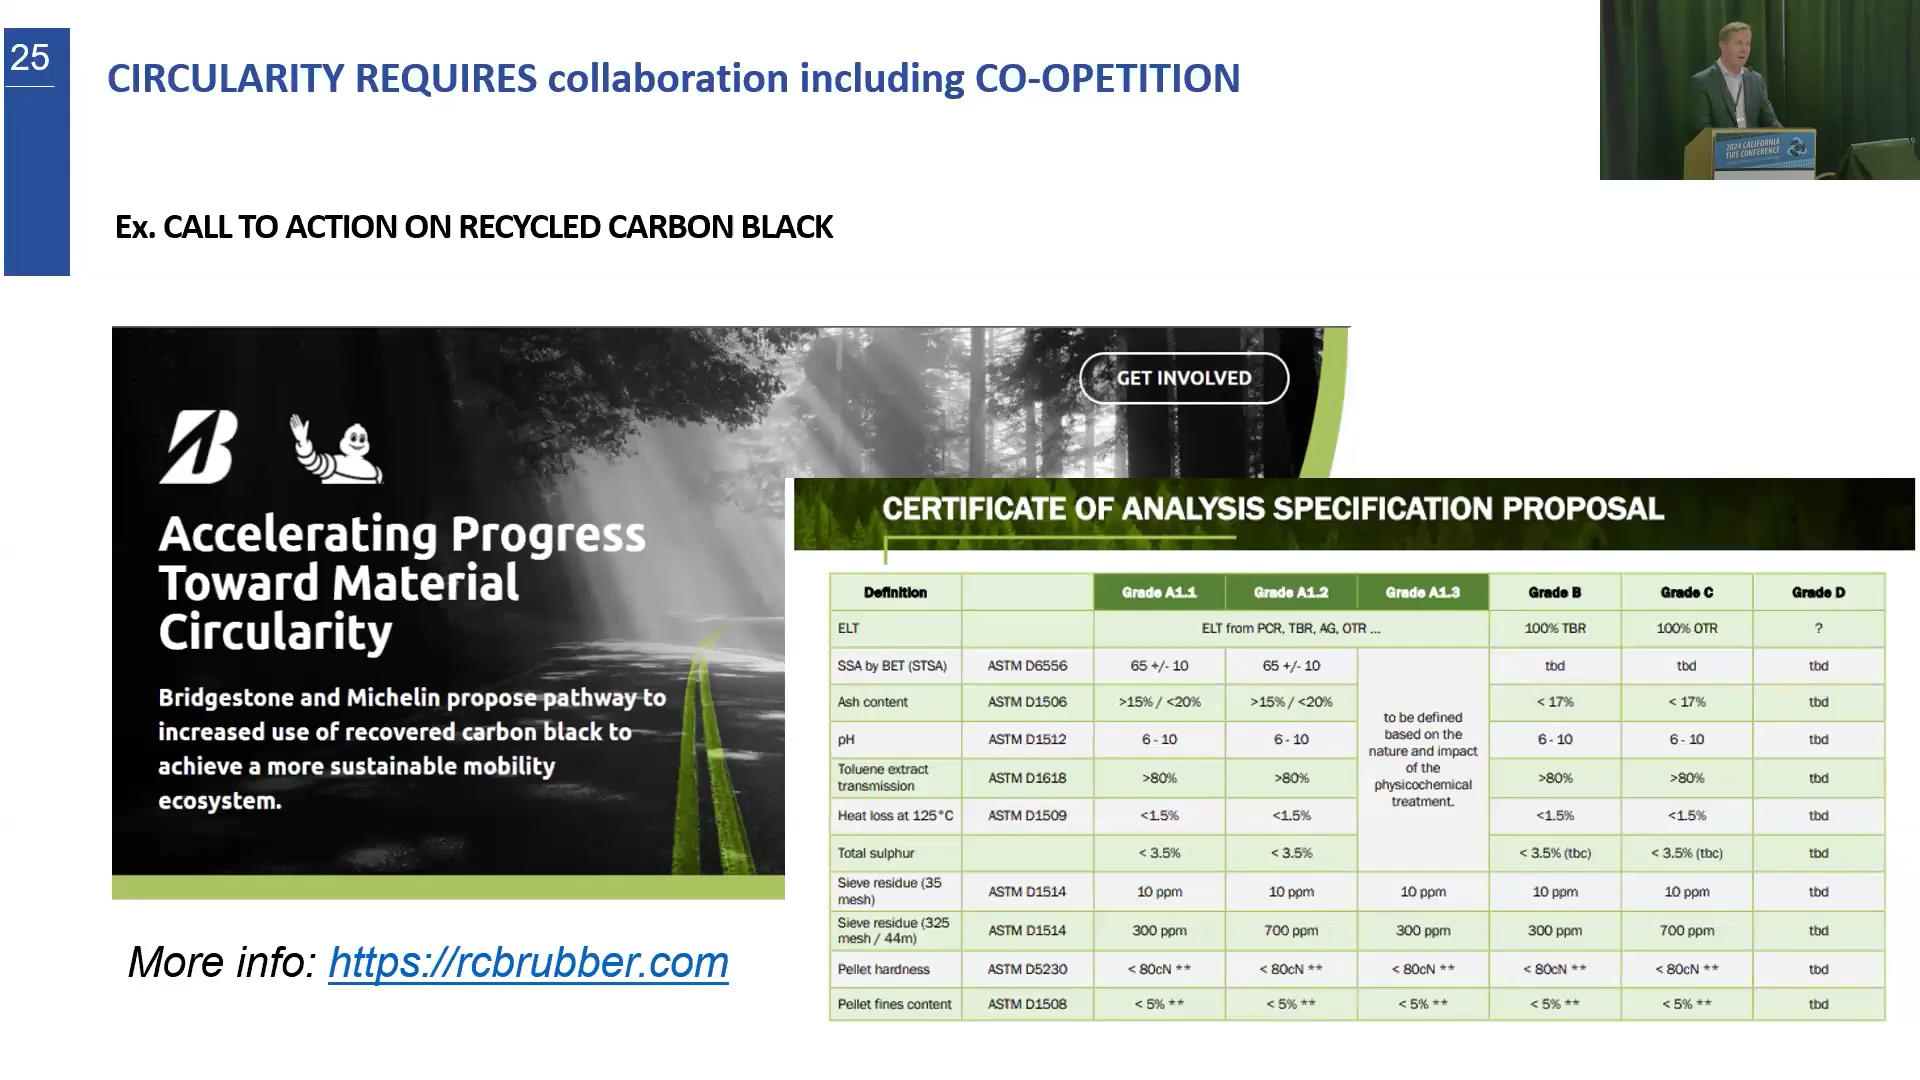 25
CIRCULARITY REQUIRES collaboration including CO-OPETITION
2024 CALIFORNIA
TIRE CONFERENCE
Ex. CALL TO ACTION ON RECYCLED CARBON BLACK
GET INVOLVED
Accelerating Progress
Toward Material
Circularity
Bridgestone and Michelin propose pathway to
increased use of recovered carbon black to
achieve a more sustainable mobility
ecosystem.
More info: https://rcbrubber.com
CERTIFICATE OF ANALYSIS SPECIFICATION PROPOSAL
Definition Grade A1.1 Grade A1.2 Grade A1.3 Grade B Grade C Grade D
ELT ELT from PCR, TBR, AG, OTR ... 100% TBR 100% OTR ?
SSA by BET (STSA) ASTM D6556 65 +/- 10 65 +/- 10 tbd tbd tbd
Ash content ASTM D1506 >15% / <20% >15% / <20% < 17% < 17% tbd
to be defined
based on the
nature and impact
of the
physicochemical
treatment.
pH ASTM D1512 6 - 10 6 - 10 6 - 10 6 - 10 tbd
Toluene extract
transmission ASTM D1618 >80% >80% >80% >80% tbd
Heat loss at 125°C ASTM D1509 <1.5% <1.5% <1.5% <1.5% tbd
Total sulphur < 3.5% < 3.5% < 3.5% (tbc) < 3.5% (tbc) tbd
Sieve residue (35
mesh) ASTM D1514 10 ppm 10 ppm 10 ppm 10 ppm 10 ppm tbd
Sieve residue (325
mesh / 44m) ASTM D1514 300 ppm 700 ppm 300 ppm 300 ppm 700 ppm tbd
Pellet hardness ASTM D5230 < 80cN ** < 80cN ** < 80cN ** < 80cN ** < 80cN ** tbd
Pellet fines content ASTM D1508 < 5% ** < 5% ** < 5% ** < 5% ** < 5% ** tbd